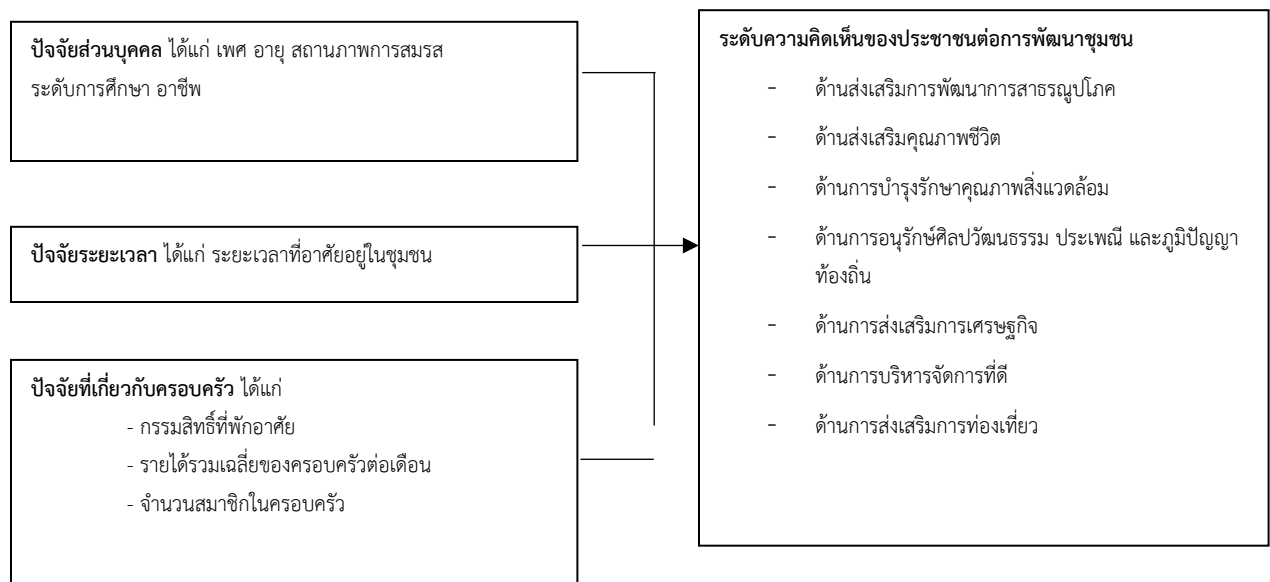 ปัจจัยส่วนบุคคล ได้แก่ เพศ อายุ สถานภาพการสมรส
ระดับการศึกษา อาชีพ
ปัจจัยระยะเวลา ได้แก่ ระยะเวลาที่อาศัยอยู่ในชุมชน
ปัจจัยที่เกี่ยวกับครอบครัว ได้แก่
- กรรมสิทธิ์ที่พักอาศัย
- รายได้รวมเฉลี่ยของครอบครัวต่อเดือน
- จำนวนสมาชิกในครอบครัว
ระดับความคิดเห็นของประชาชนต่อการพัฒนาชุมชน
- ด้านส่งเสริมการพัฒนาการสาธรณูปโภค
- ด้านส่งเสริมคุณภาพชีวิต
- ด้านการบำรุงรักษาคุณภาพสิ่งแวดล้อม
- ด้านการอนุรักษ์ศิลปวัฒนธรรม ประเพณี และภูมิปัญญา
ท้องถิ่น
- ด้านการส่งเสริมการเศรษฐกิจ
- ด้านการบริหารจัดการที่ดี
- ด้านการส่งเสริมการท่องเที่ยว